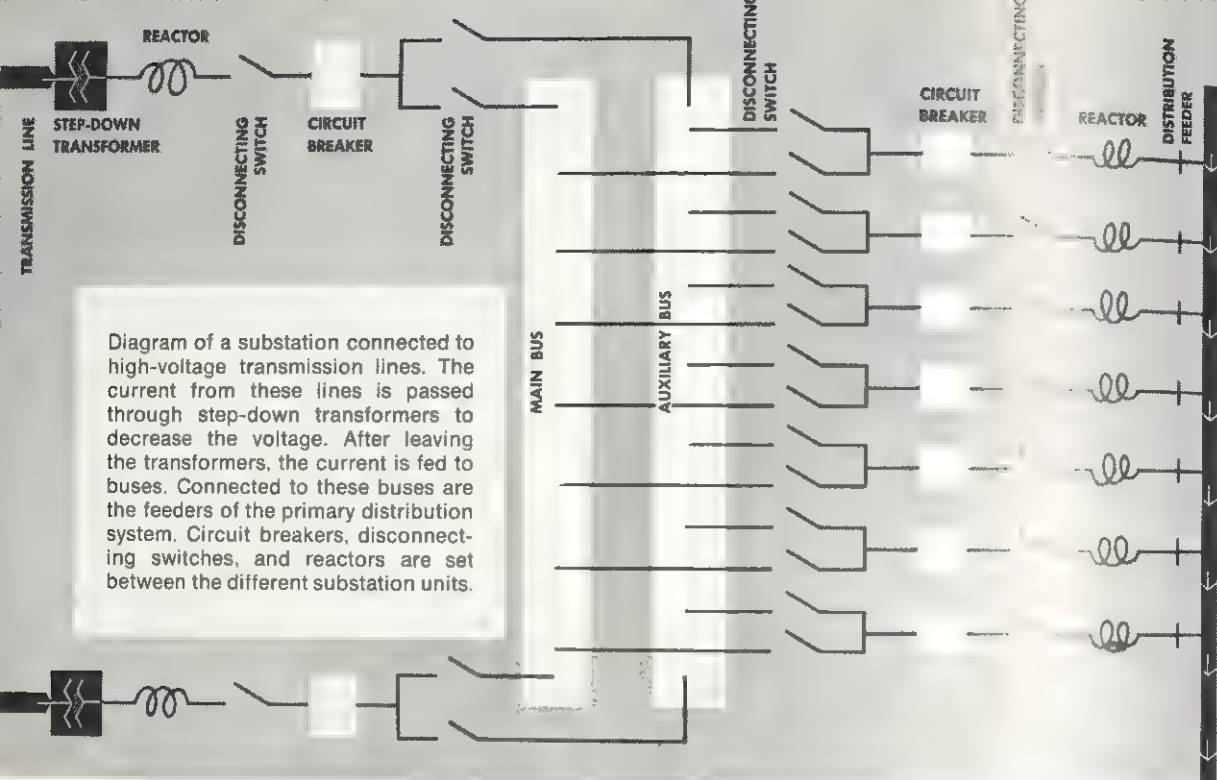 REACTOR
STEP-DOWN
TRANSFORMER
TRANSMISSION LINE
DISCONNECTING
SWITCH
CIRCUIT
BREAKER
DISCONNECTING
SWITCH
MAIN BUS
AUXILIARY BUS
DISCONNECTING
SWITCH
CIRCUIT
BREAKER
DISCONNECTING
REACTOR
DISTRIBUTION
FEEDER
Diagram of a substation connected to
high-voltage transmission lines. The
current from these lines is passed
through step-down transformers to
decrease the voltage. After leaving
the transformers, the current is fed to
buses. Connected to these buses are
the feeders of the primary distribution
system. Circuit breakers, disconnect-
ing switches, and reactors are set
between the different substation units.